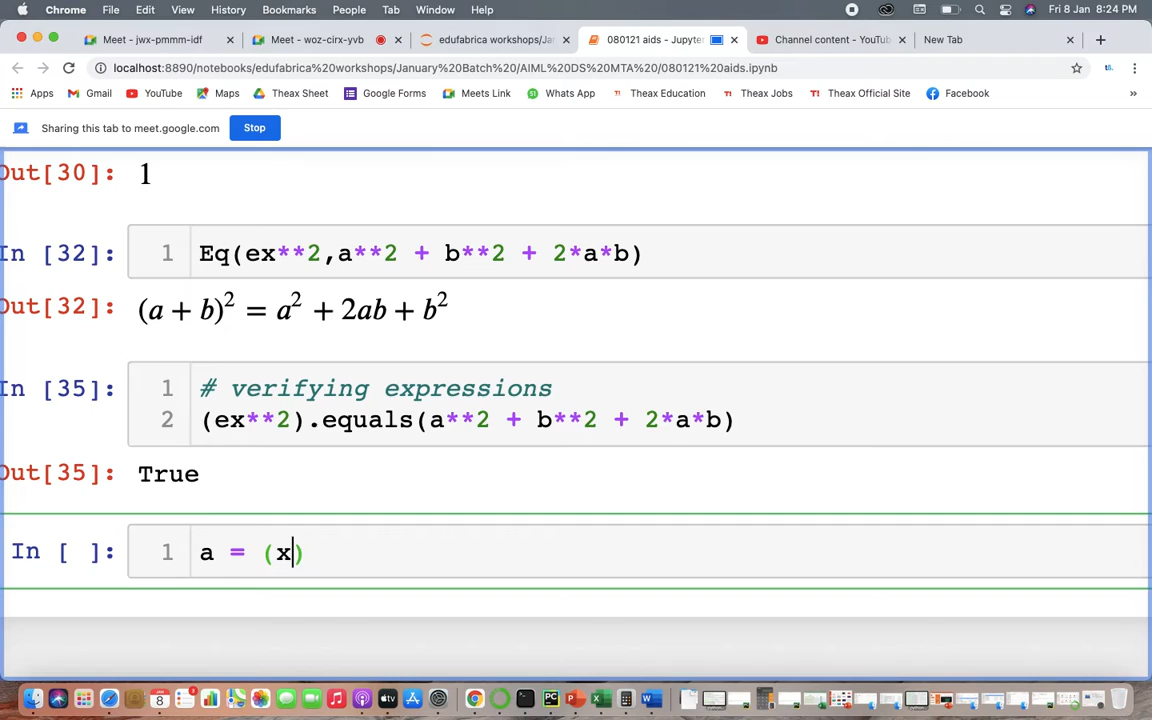 Chrome File Edit View History Bookmarks People Tab Window Help Fri 8 Jan 8:24 PM
Meet - jwx-pmmm-idf Meet - woz-cirx-yvb edufabrica workshops/Jan 080121 aids - Jupyter Channel content - YouTu New Tab
localhost:8890/notebooks/edufabrica%20workshops/January%20Batch%20/AIML%20DS%20MTA%20/080121%20aids.ipynb
Apps Gmail YouTube Maps Theax Sheet Google Forms Meets Link Whats App Theax Education Theax Jobs Theax Official Site Facebook »
Sharing this tab to meet.google.com Stop
Out[30]: 1
In [32]: 1 Eq(ex**2,a**2 + b**2 + 2*a*b)
Out[32]: (a + b)² = a² + 2ab + b²
In [35]: 1 # verifying expressions
2 (ex**2).equals(a**2 + b**2 + 2*a*b)
Out[35]: True
In [ ]: 1 a = (x)